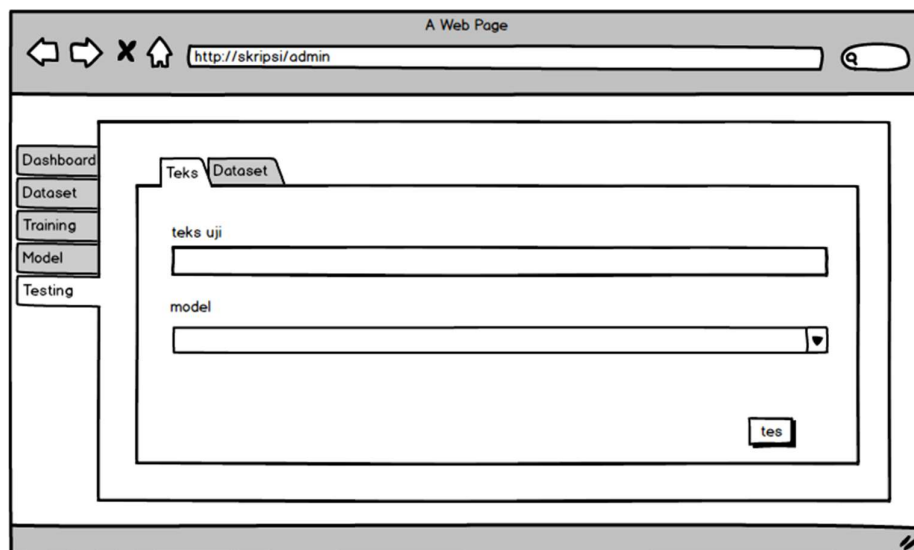 A Web Page
http://skripsi/admin
Dashboard
Dataset
Training
Model
Testing
Teks
Dataset
teks uji
model
tes